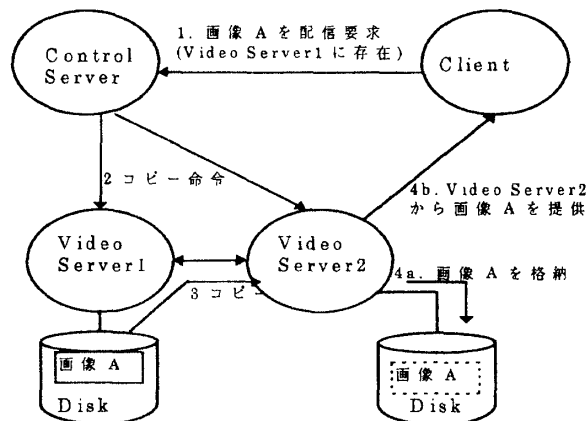 1. 画像 A を配信要求
(Video Server1 に存在)
Control
Server
Client
2 コピー命令
4b. Video Server2
から画像 A を提供
Video
Server1
Video
Server2
4a. 画像 A を格納
3 コピー
画像 A
Disk
画像 A
Disk